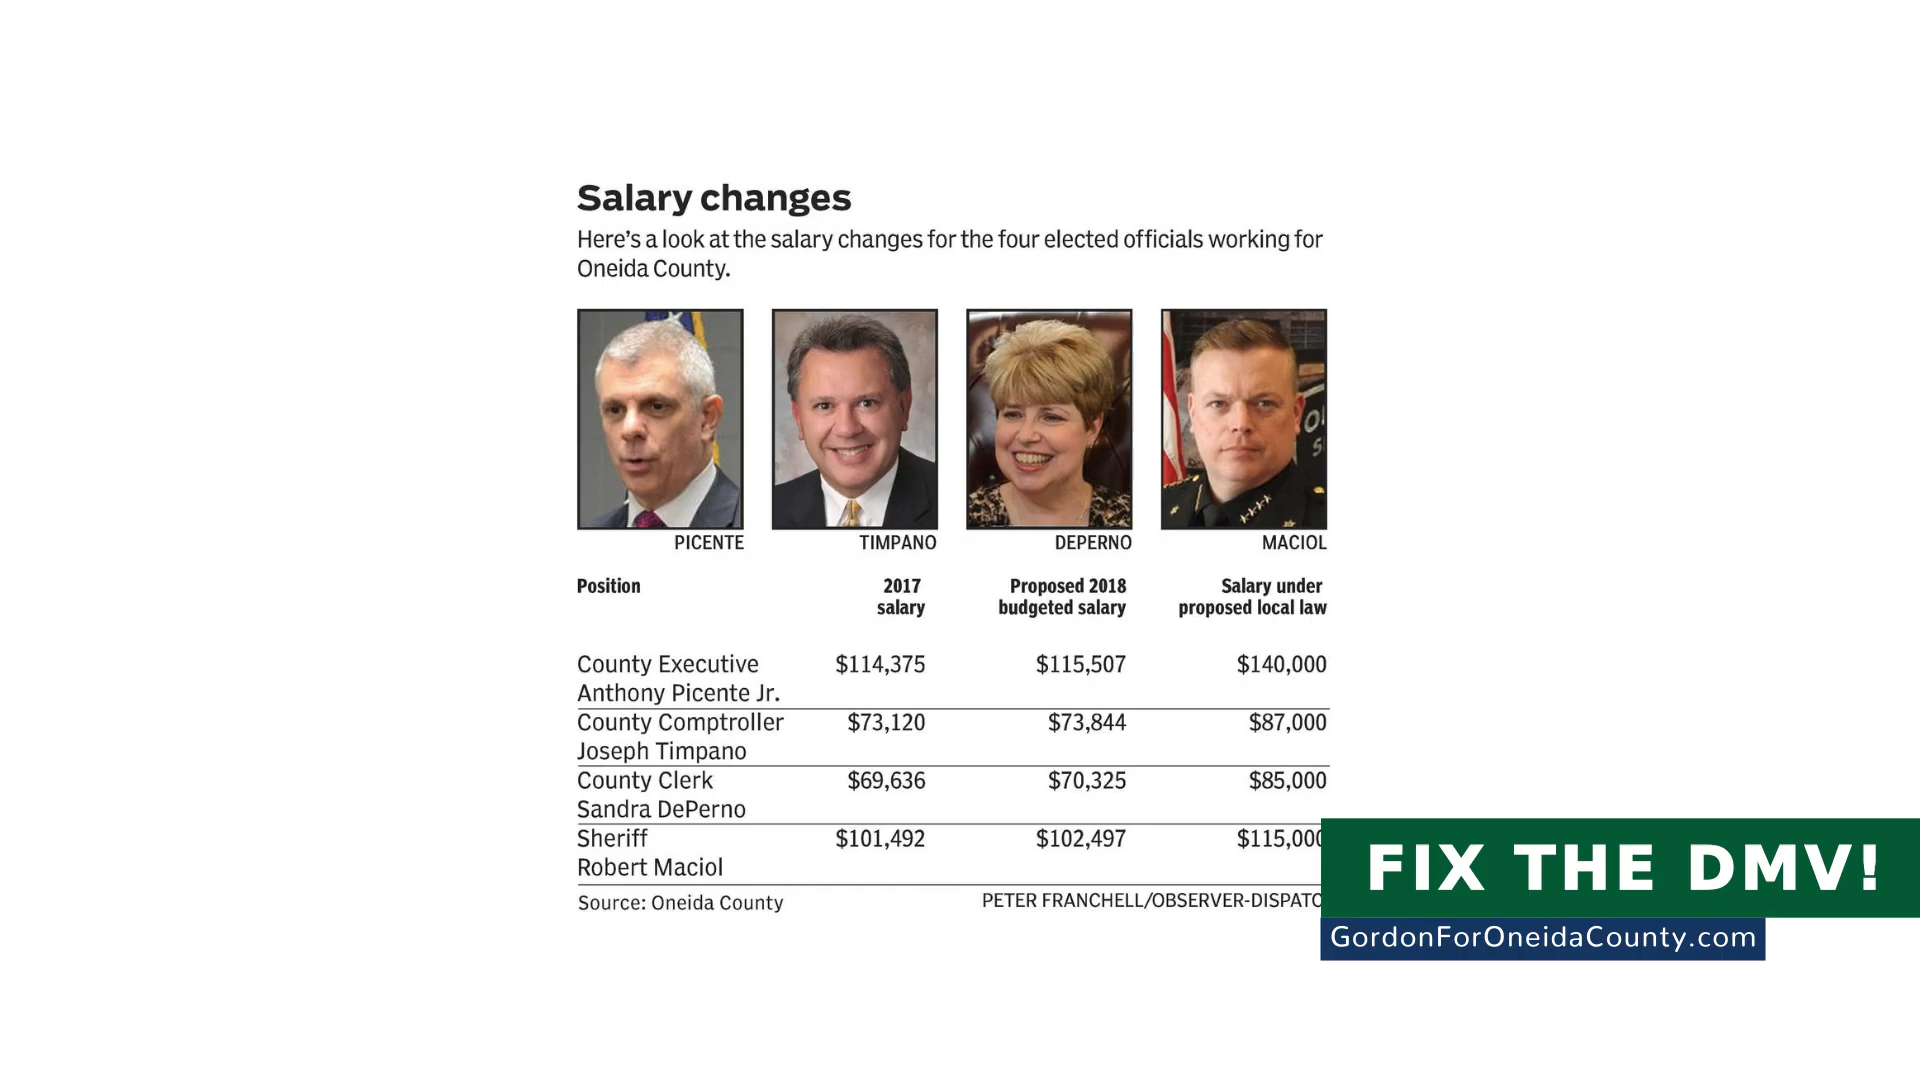 Salary changes
Here's a look at the salary changes for the four elected officials working for
Oneida County.
PICENTE TIMPANO DEPERNO MACIOL
Position 2017 Proposed 2018 Salary under
salary budgeted salary proposed local law
County Executive $114,375 $115,507 $140,000
Anthony Picente Jr.
County Comptroller $73,120 $73,844 $87,000
Joseph Timpano
County Clerk $69,636 $70,325 $85,000
Sandra DePerno
Sheriff $101,492 $102,497 $115,000
Robert Maciol
Source: Oneida County PETER FRANCHELL/OBSERVER-DISPATC
FIX THE DMV!
GordonForOneidaCounty.com